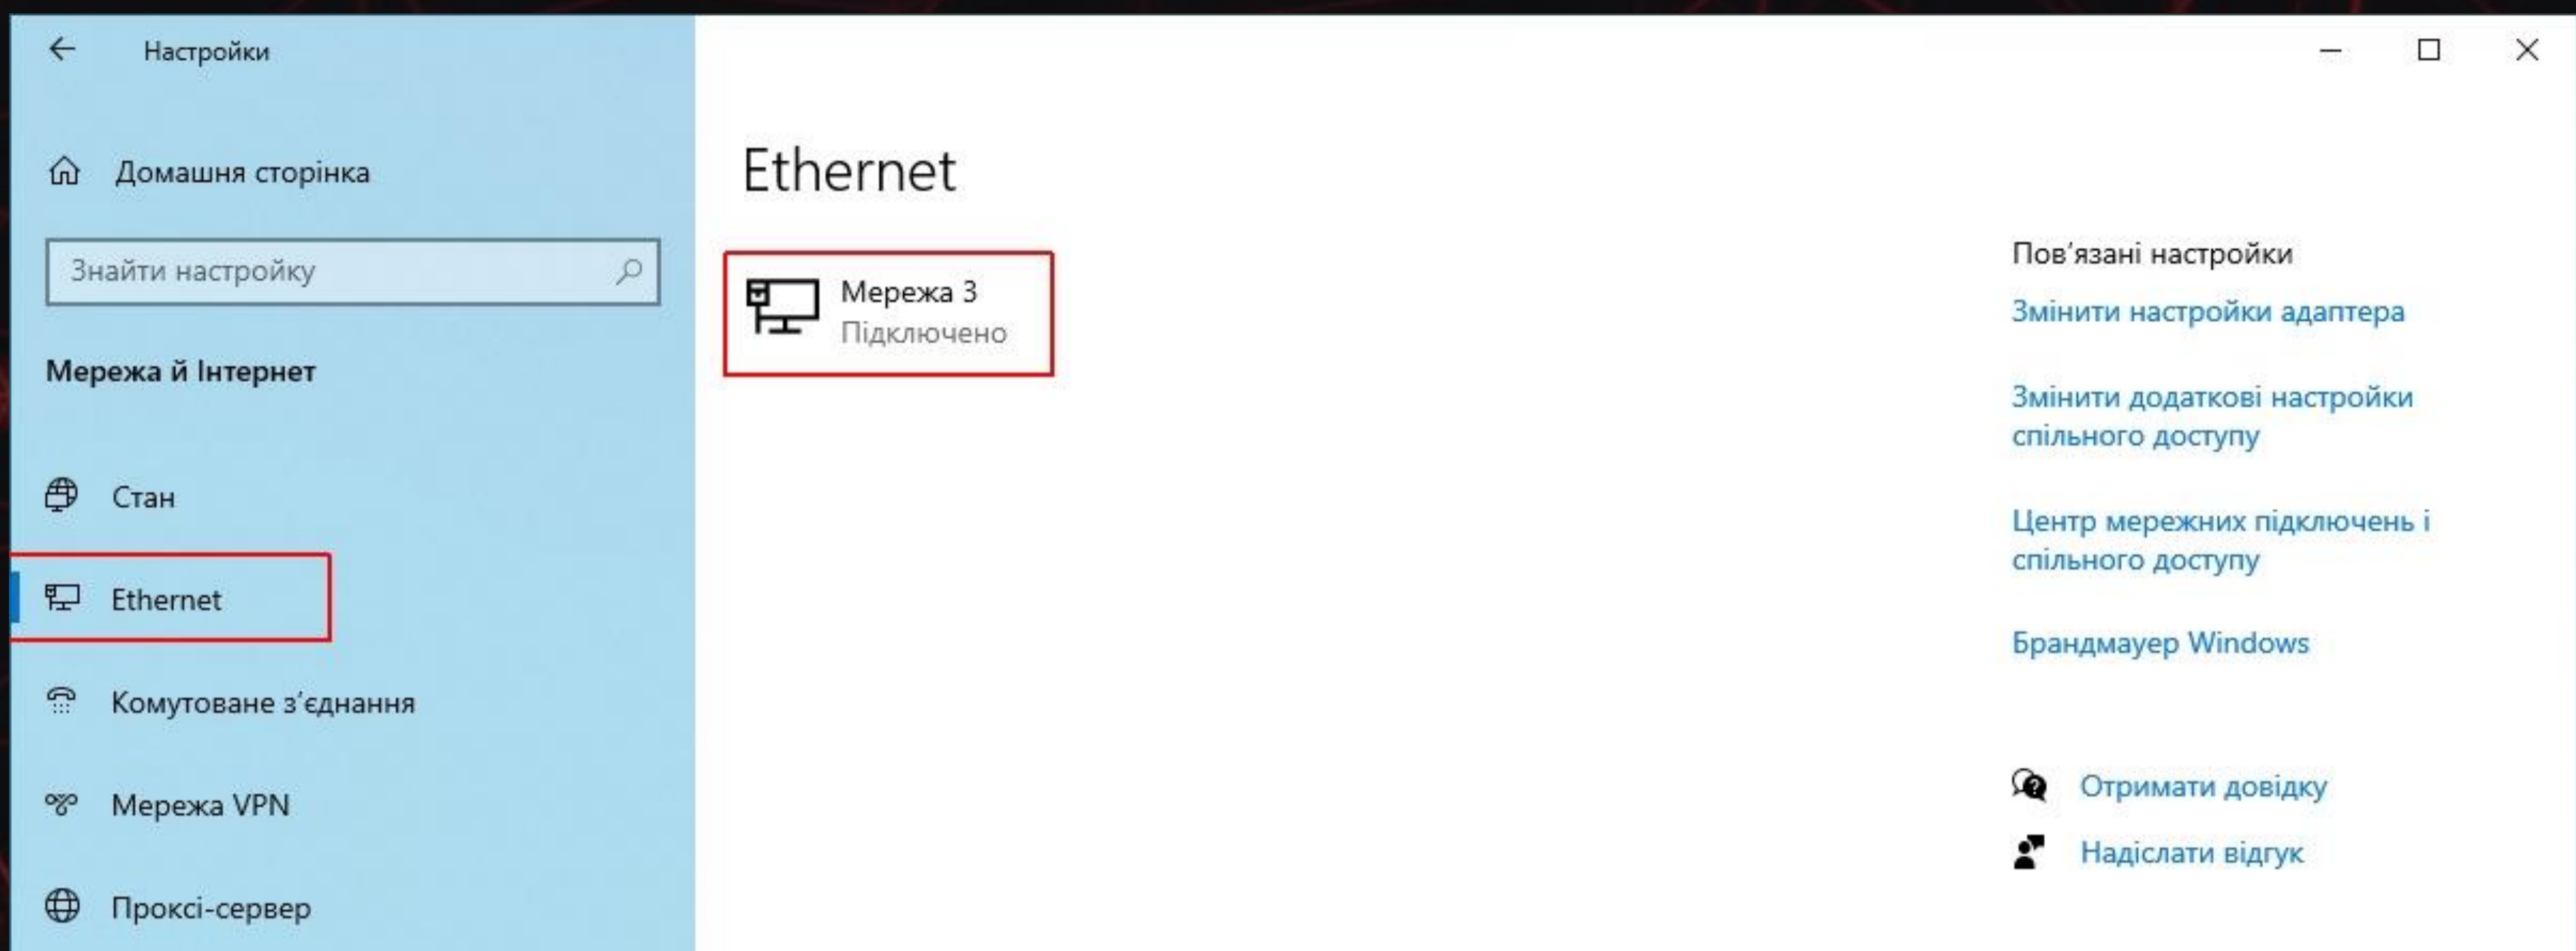 Настройки
Домашня сторінка
Знайти настройку
Мережа й Інтернет
Стан
Ethernet
Комутоване з'єднання
Мережа VPN
Проксі-сервер
Ethernet
Мережа 3
Підключено
Пов'язані настройки
Змінити настройки адаптера
Змінити додаткові настройки
спільного доступу
Центр мережних підключень і
спільного доступу
Брандмауер Windows
Отримати довідку
Надіслати відгук